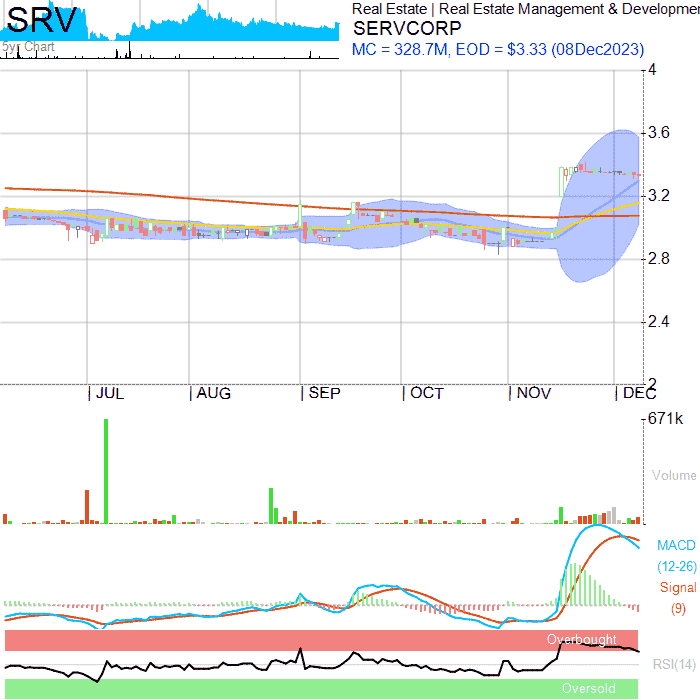 SRV
5yr Chart
Real Estate | Real Estate Management & Developmen
SERVCORP
MC = 328.7M, EOD = $3.33 (08Dec2023)
4
3.6
3.2
2.8
2.4
2
JUL AUG SEP OCT NOV DEC
671k
Volume
MACD
(12-26)
Signal
(9)
Overbought
RSI(14)
Oversold